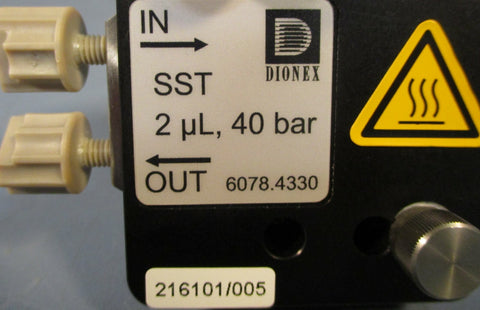 IN
DIONEX
SST
2 µL, 40 bar
OUT 6078.4330
216101/005